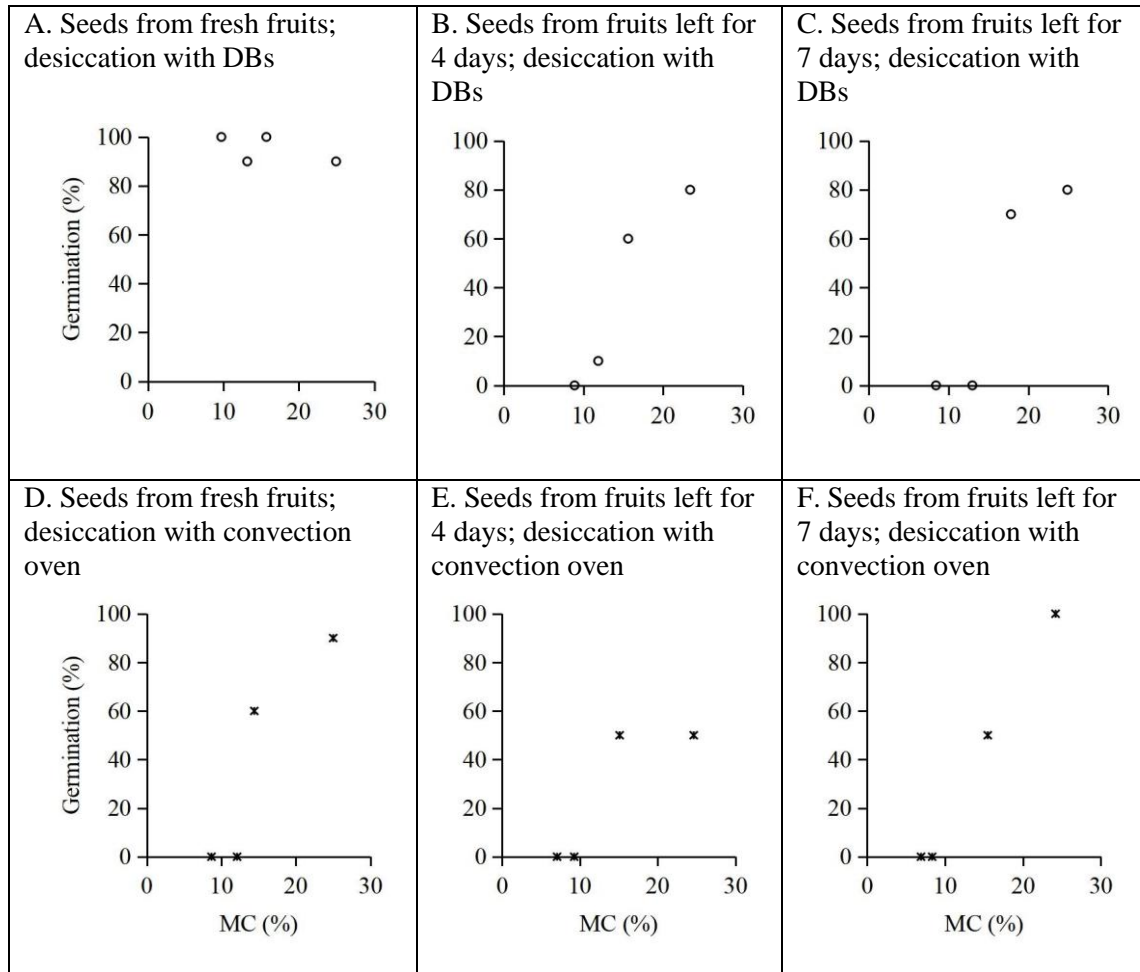 A. Seeds from fresh fruits;
desiccation with DBs
100
80
60
40
20
0
Germination (%)
0 10 20 30
B. Seeds from fruits left for
4 days; desiccation with
DBs
100
80
60
40
20
0
0 10 20 30
C. Seeds from fruits left for
7 days; desiccation with
DBs
100
80
60
40
20
0
0 10 20 30
D. Seeds from fresh fruits;
desiccation with convection
oven
100
80
60
40
20
0
Germination (%)
0 10 20 30
MC (%)
E. Seeds from fruits left for
4 days; desiccation with
convection oven
100
80
60
40
20
0
0 10 20 30
MC (%)
F. Seeds from fruits left for
7 days; desiccation with
convection oven
100
80
60
40
20
0
0 10 20 30
MC (%)